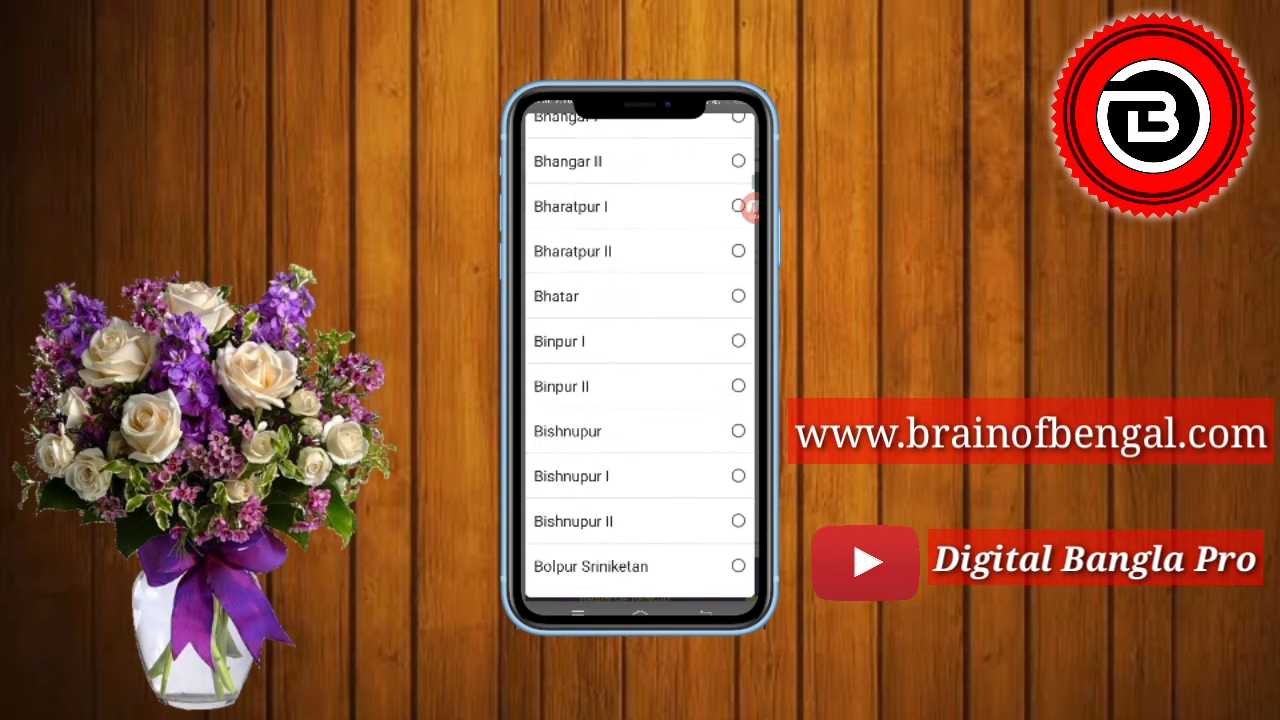 Bhangar I
Bhangar II
Bharatpur I
Bharatpur II
Bhatar
Binpur I
Binpur II
Bishnupur
Bishnupur I
Bishnupur II
Bolpur Sriniketan
www.brainofbengal.com
Digital Bangla Pro